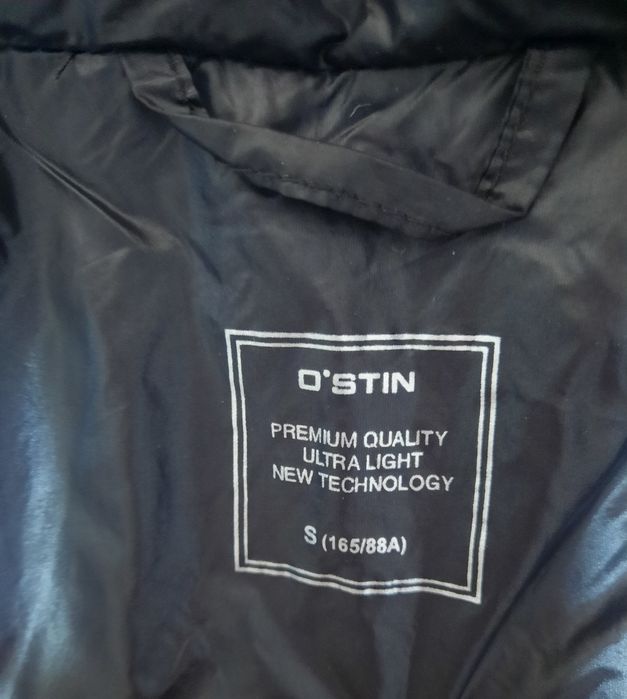 O'STIN
PREMIUM QUALITY
ULTRA LIGHT
NEW TECHNOLOGY
S (165/88A)